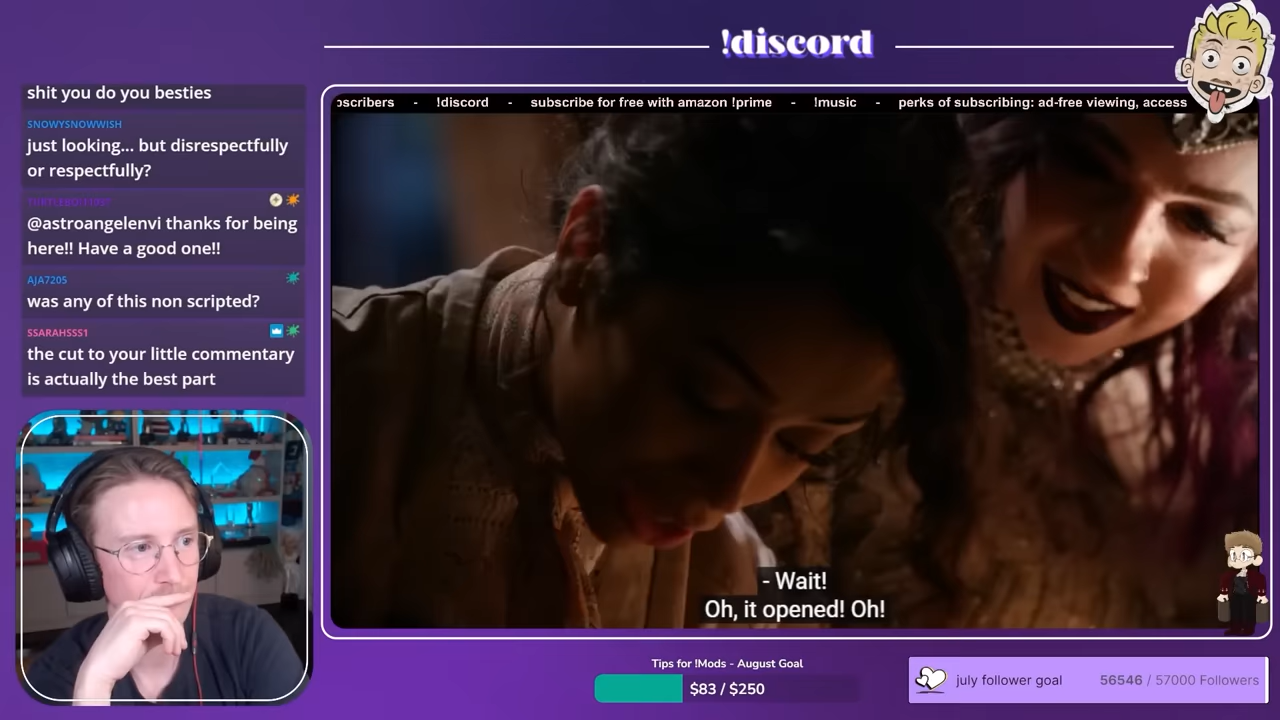 !discord
shit you do you besties
SNOWYSNOWWISH
just looking... but disrespectfully
or respectfully?
@astroangelenvi thanks for being
here!! Have a good one!!
AJA7205
was any of this non scripted?
SSARAHSSS1
the cut to your little commentary
is actually the best part
- !discord - subscribe for free with amazon !prime - !music - perks of subscribing: ad-free viewing, access
- Wait!
Oh, it opened! Oh!
Tips for !Mods - August Goal
$83 / $250
july follower goal 56546 / 57000 Followers